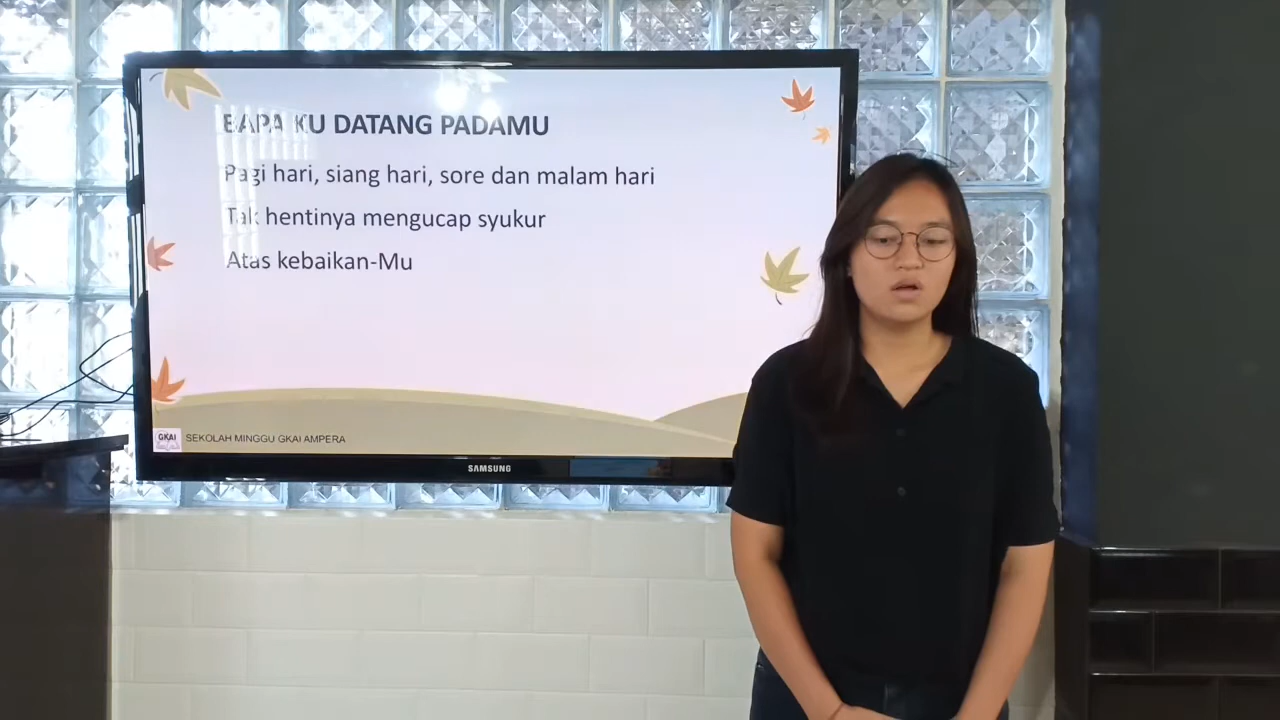 BAPA KU DATANG PADAMU
Pagi hari, siang hari, sore dan malam hari
Tak hentinya mengucap syukur
Atas kebaikan-Mu
GKAI
SEKOLAH MINGGU GKAI AMPERA
SAMSUNG